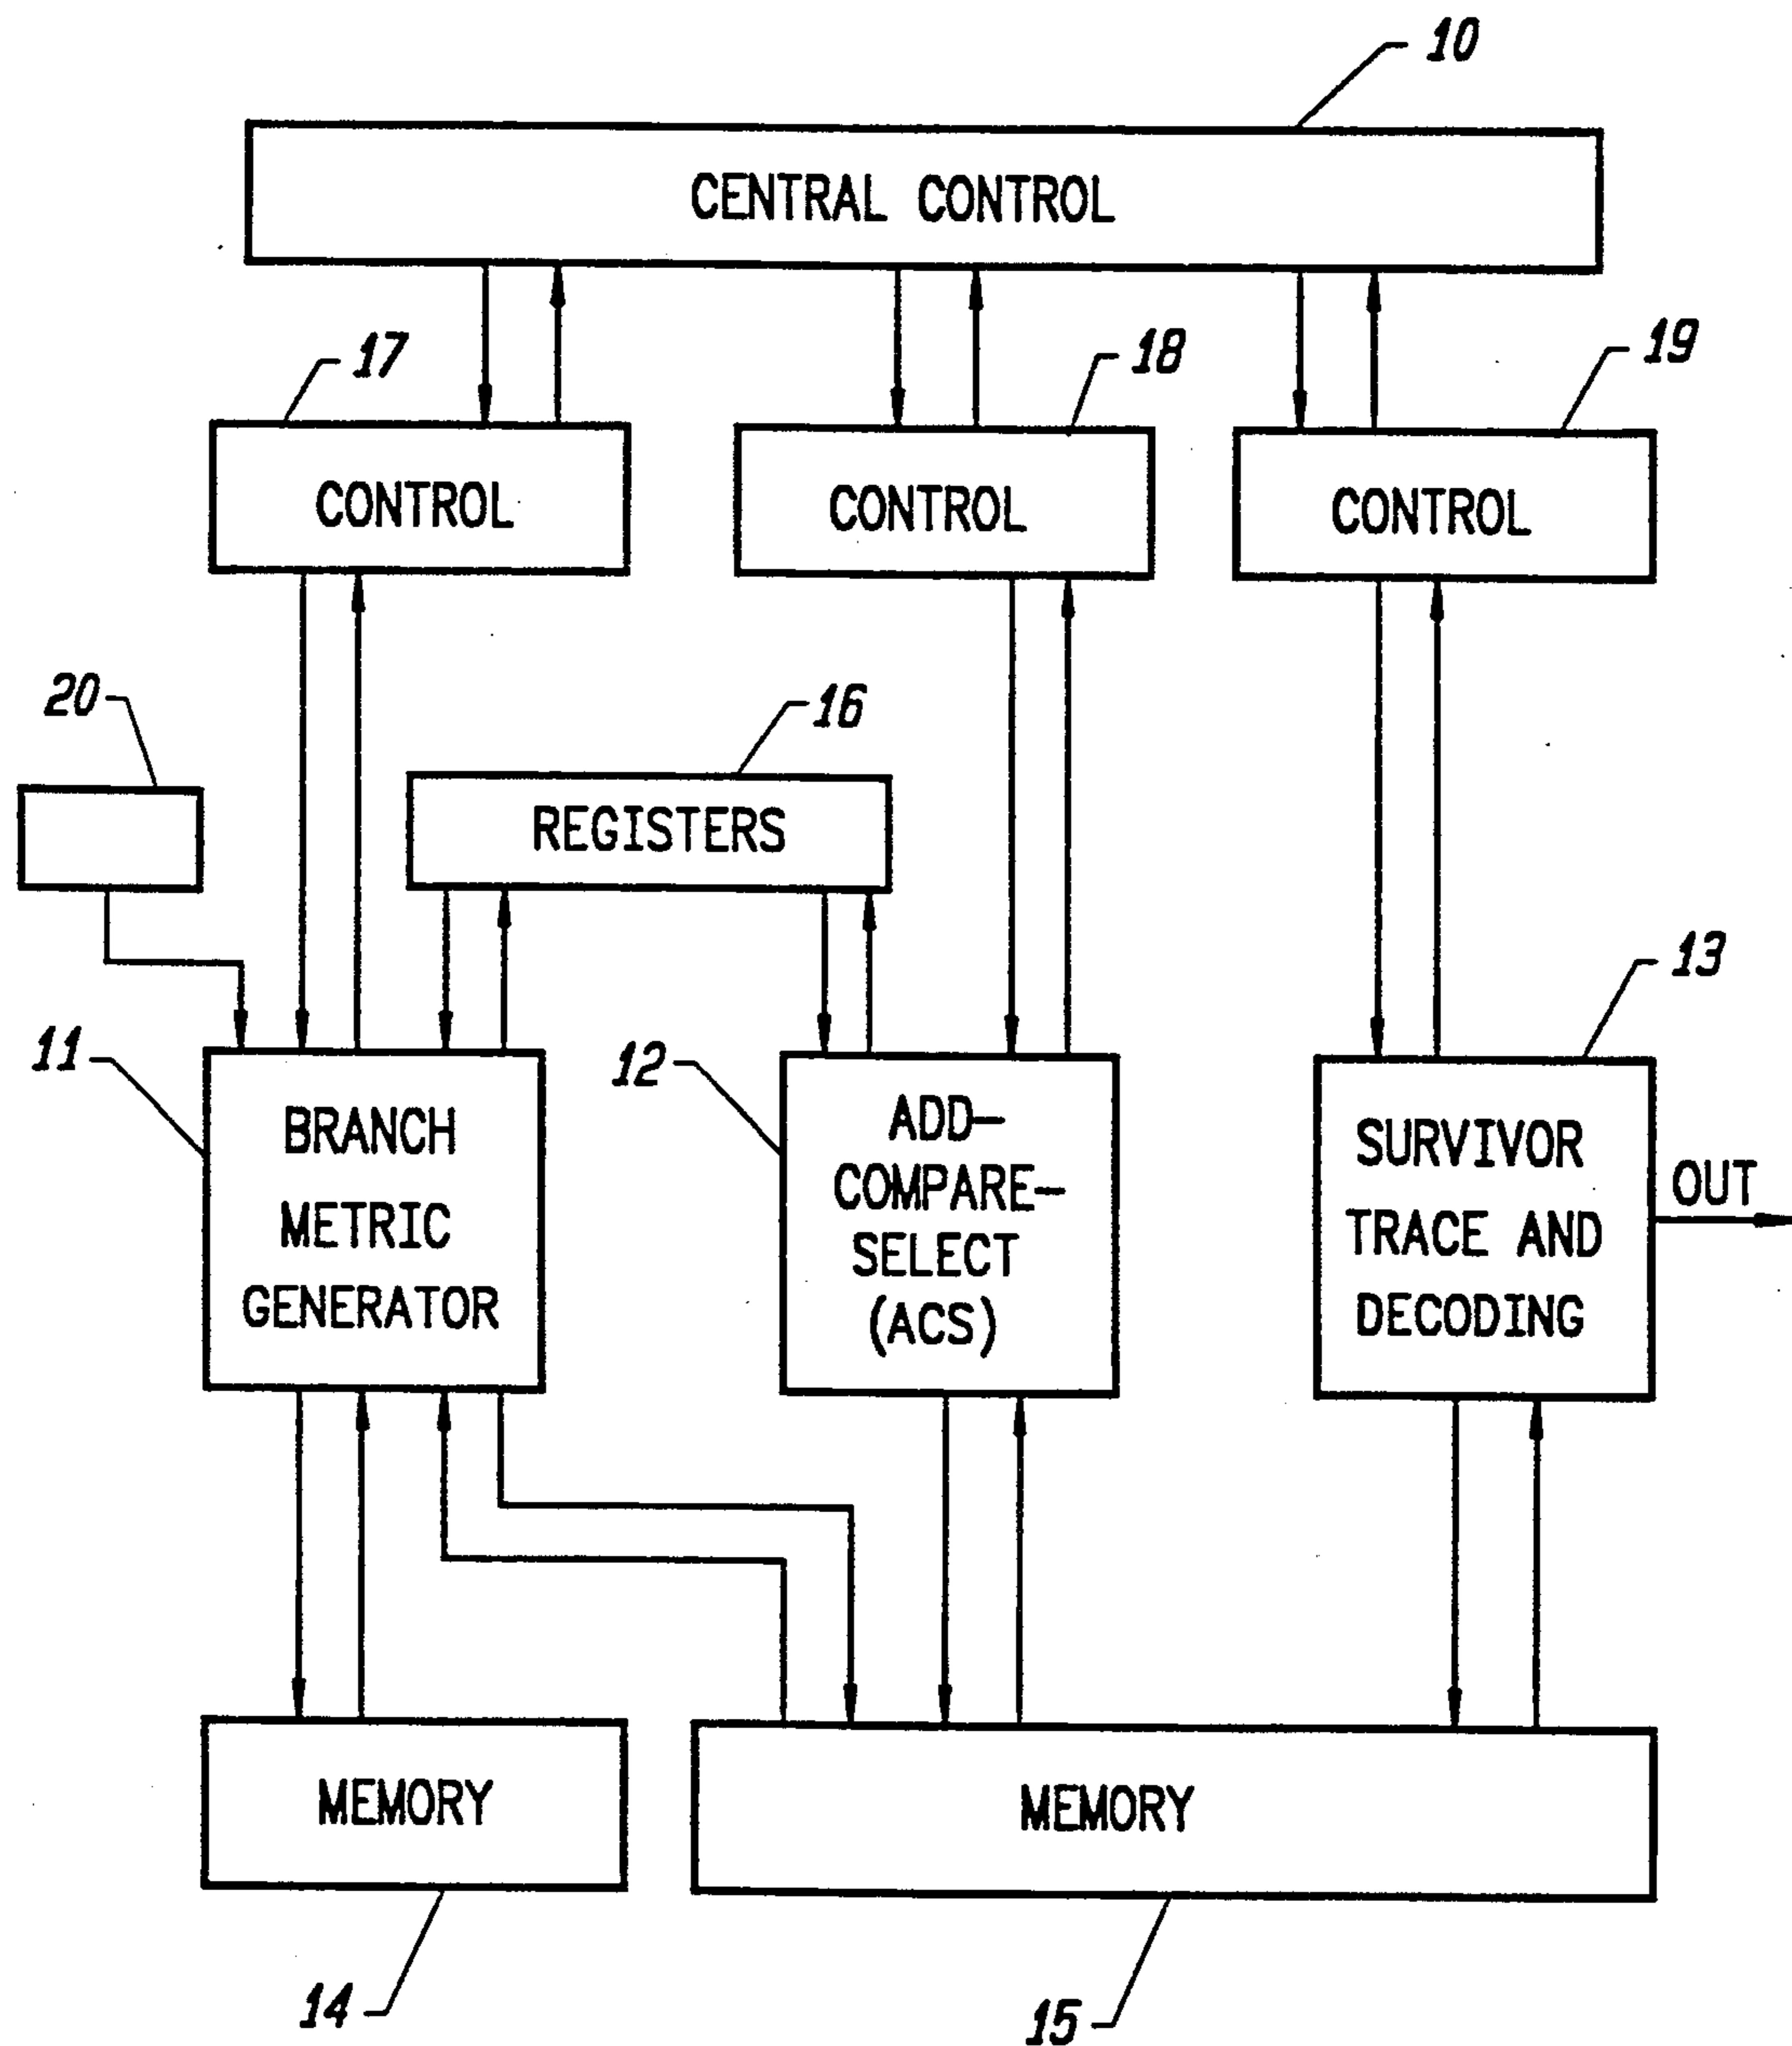 10
CENTRAL CONTROL
17
18
19
CONTROL
CONTROL
CONTROL
20
16
REGISTERS
13
11
12
BRANCH
METRIC
GENERATOR
ADD-
COMPARE-
SELECT
(ACS)
SURVIVOR
TRACE AND
DECODING
OUT
MEMORY
MEMORY
14
15